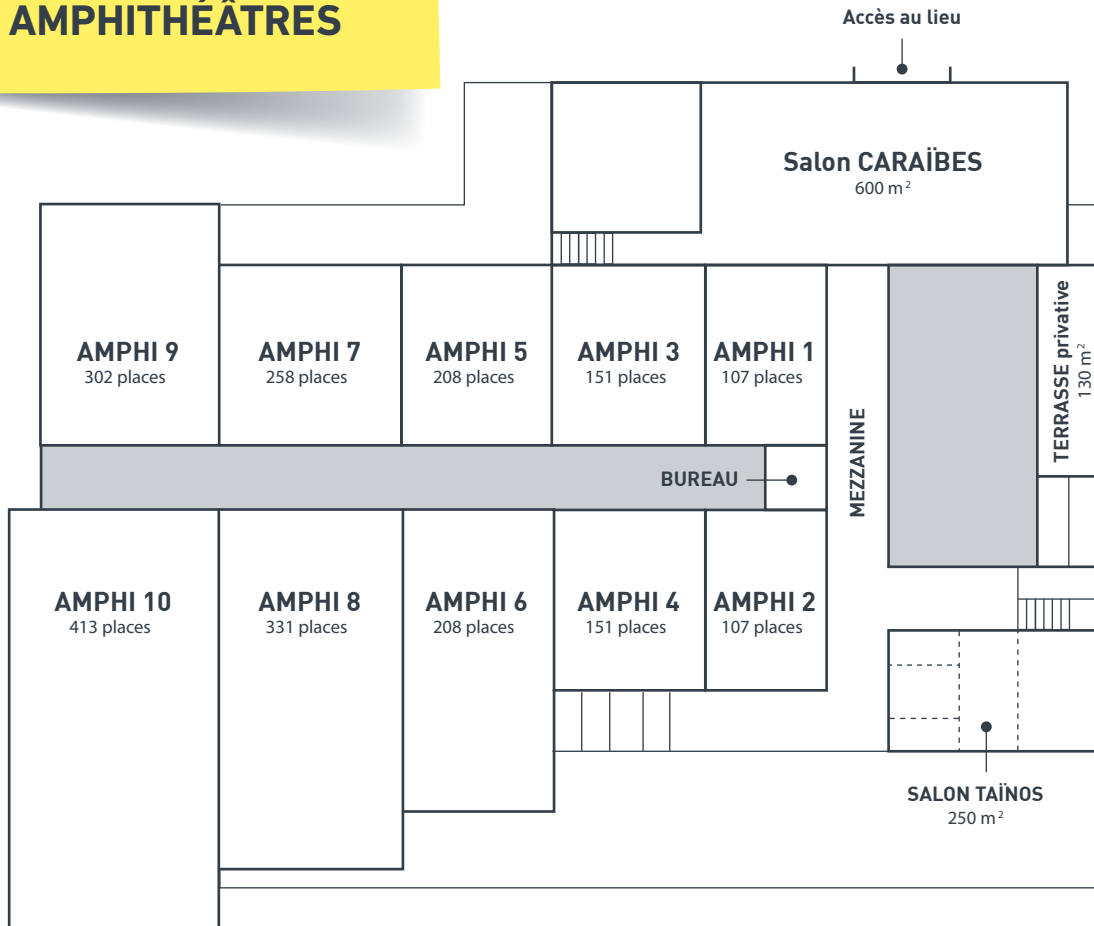 AMPHITHÉÂTRES
Accès au lieu
Salon CARAÏBES
600 m²
AMPHI 9
302 places
AMPHI 7
258 places
AMPHI 5
208 places
AMPHI 3
151 places
AMPHI 1
107 places
MEZZANINE
TERRASSE privative
130 m²
BUREAU
AMPHI 10
413 places
AMPHI 8
331 places
AMPHI 6
208 places
AMPHI 4
151 places
AMPHI 2
107 places
SALON TAÏNOS
250 m²